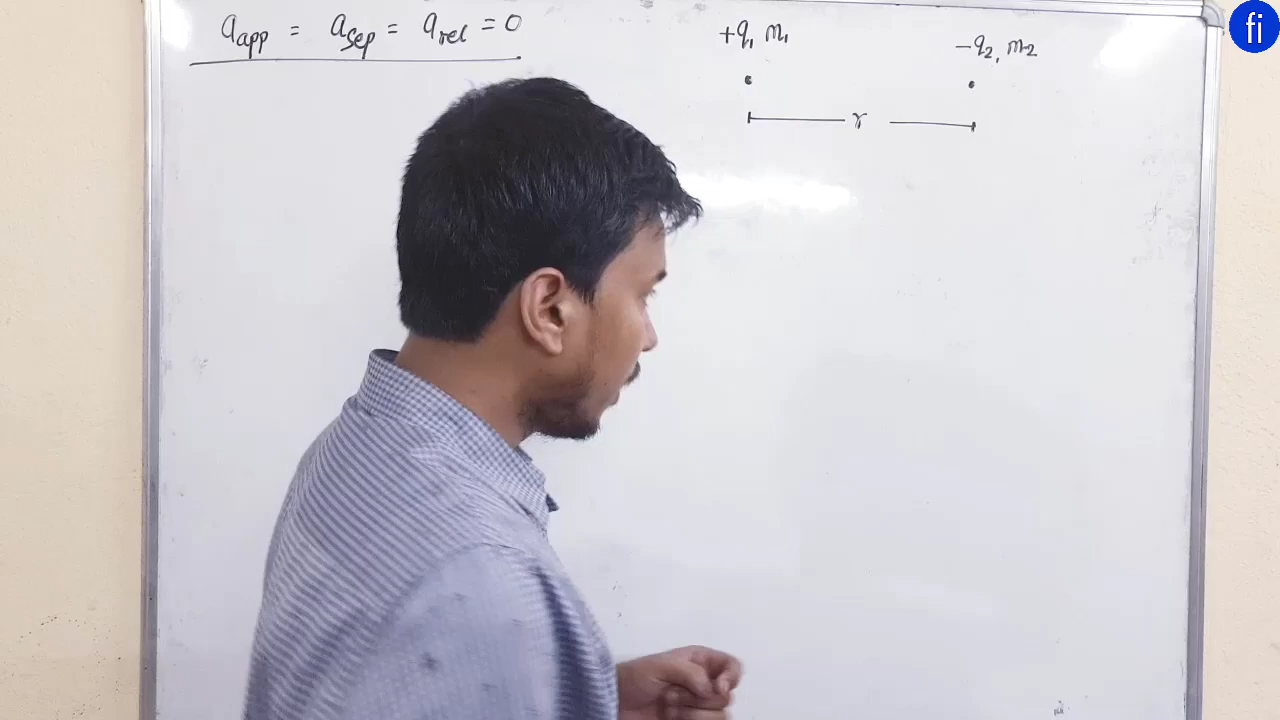 a_app = a_sep = a_rel = 0
+q₁ m₁
-q₂, m₂
r
fi